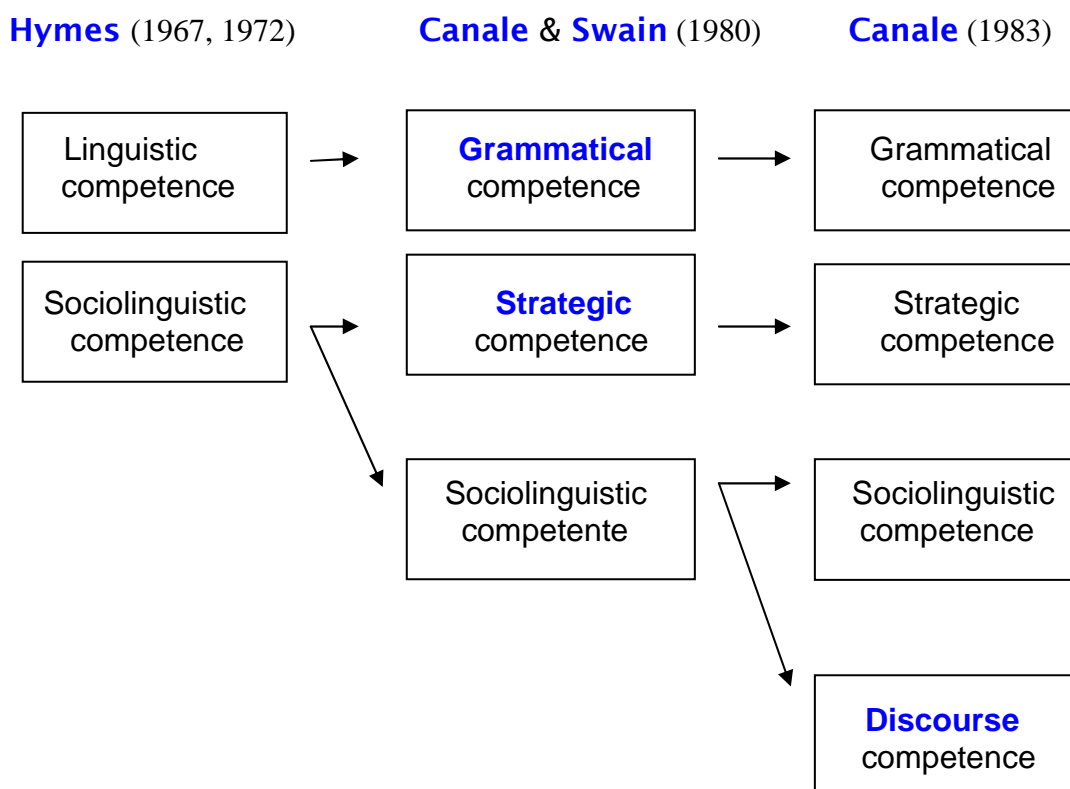 Hymes (1967, 1972) Canale & Swain (1980) Canale (1983)
Linguistic
competence
Grammatical
competence
Grammatical
competence
Sociolinguistic
competence
Strategic
competence
Strategic
competence
Sociolinguistic
competente
Sociolinguistic
competence
Discourse
competence